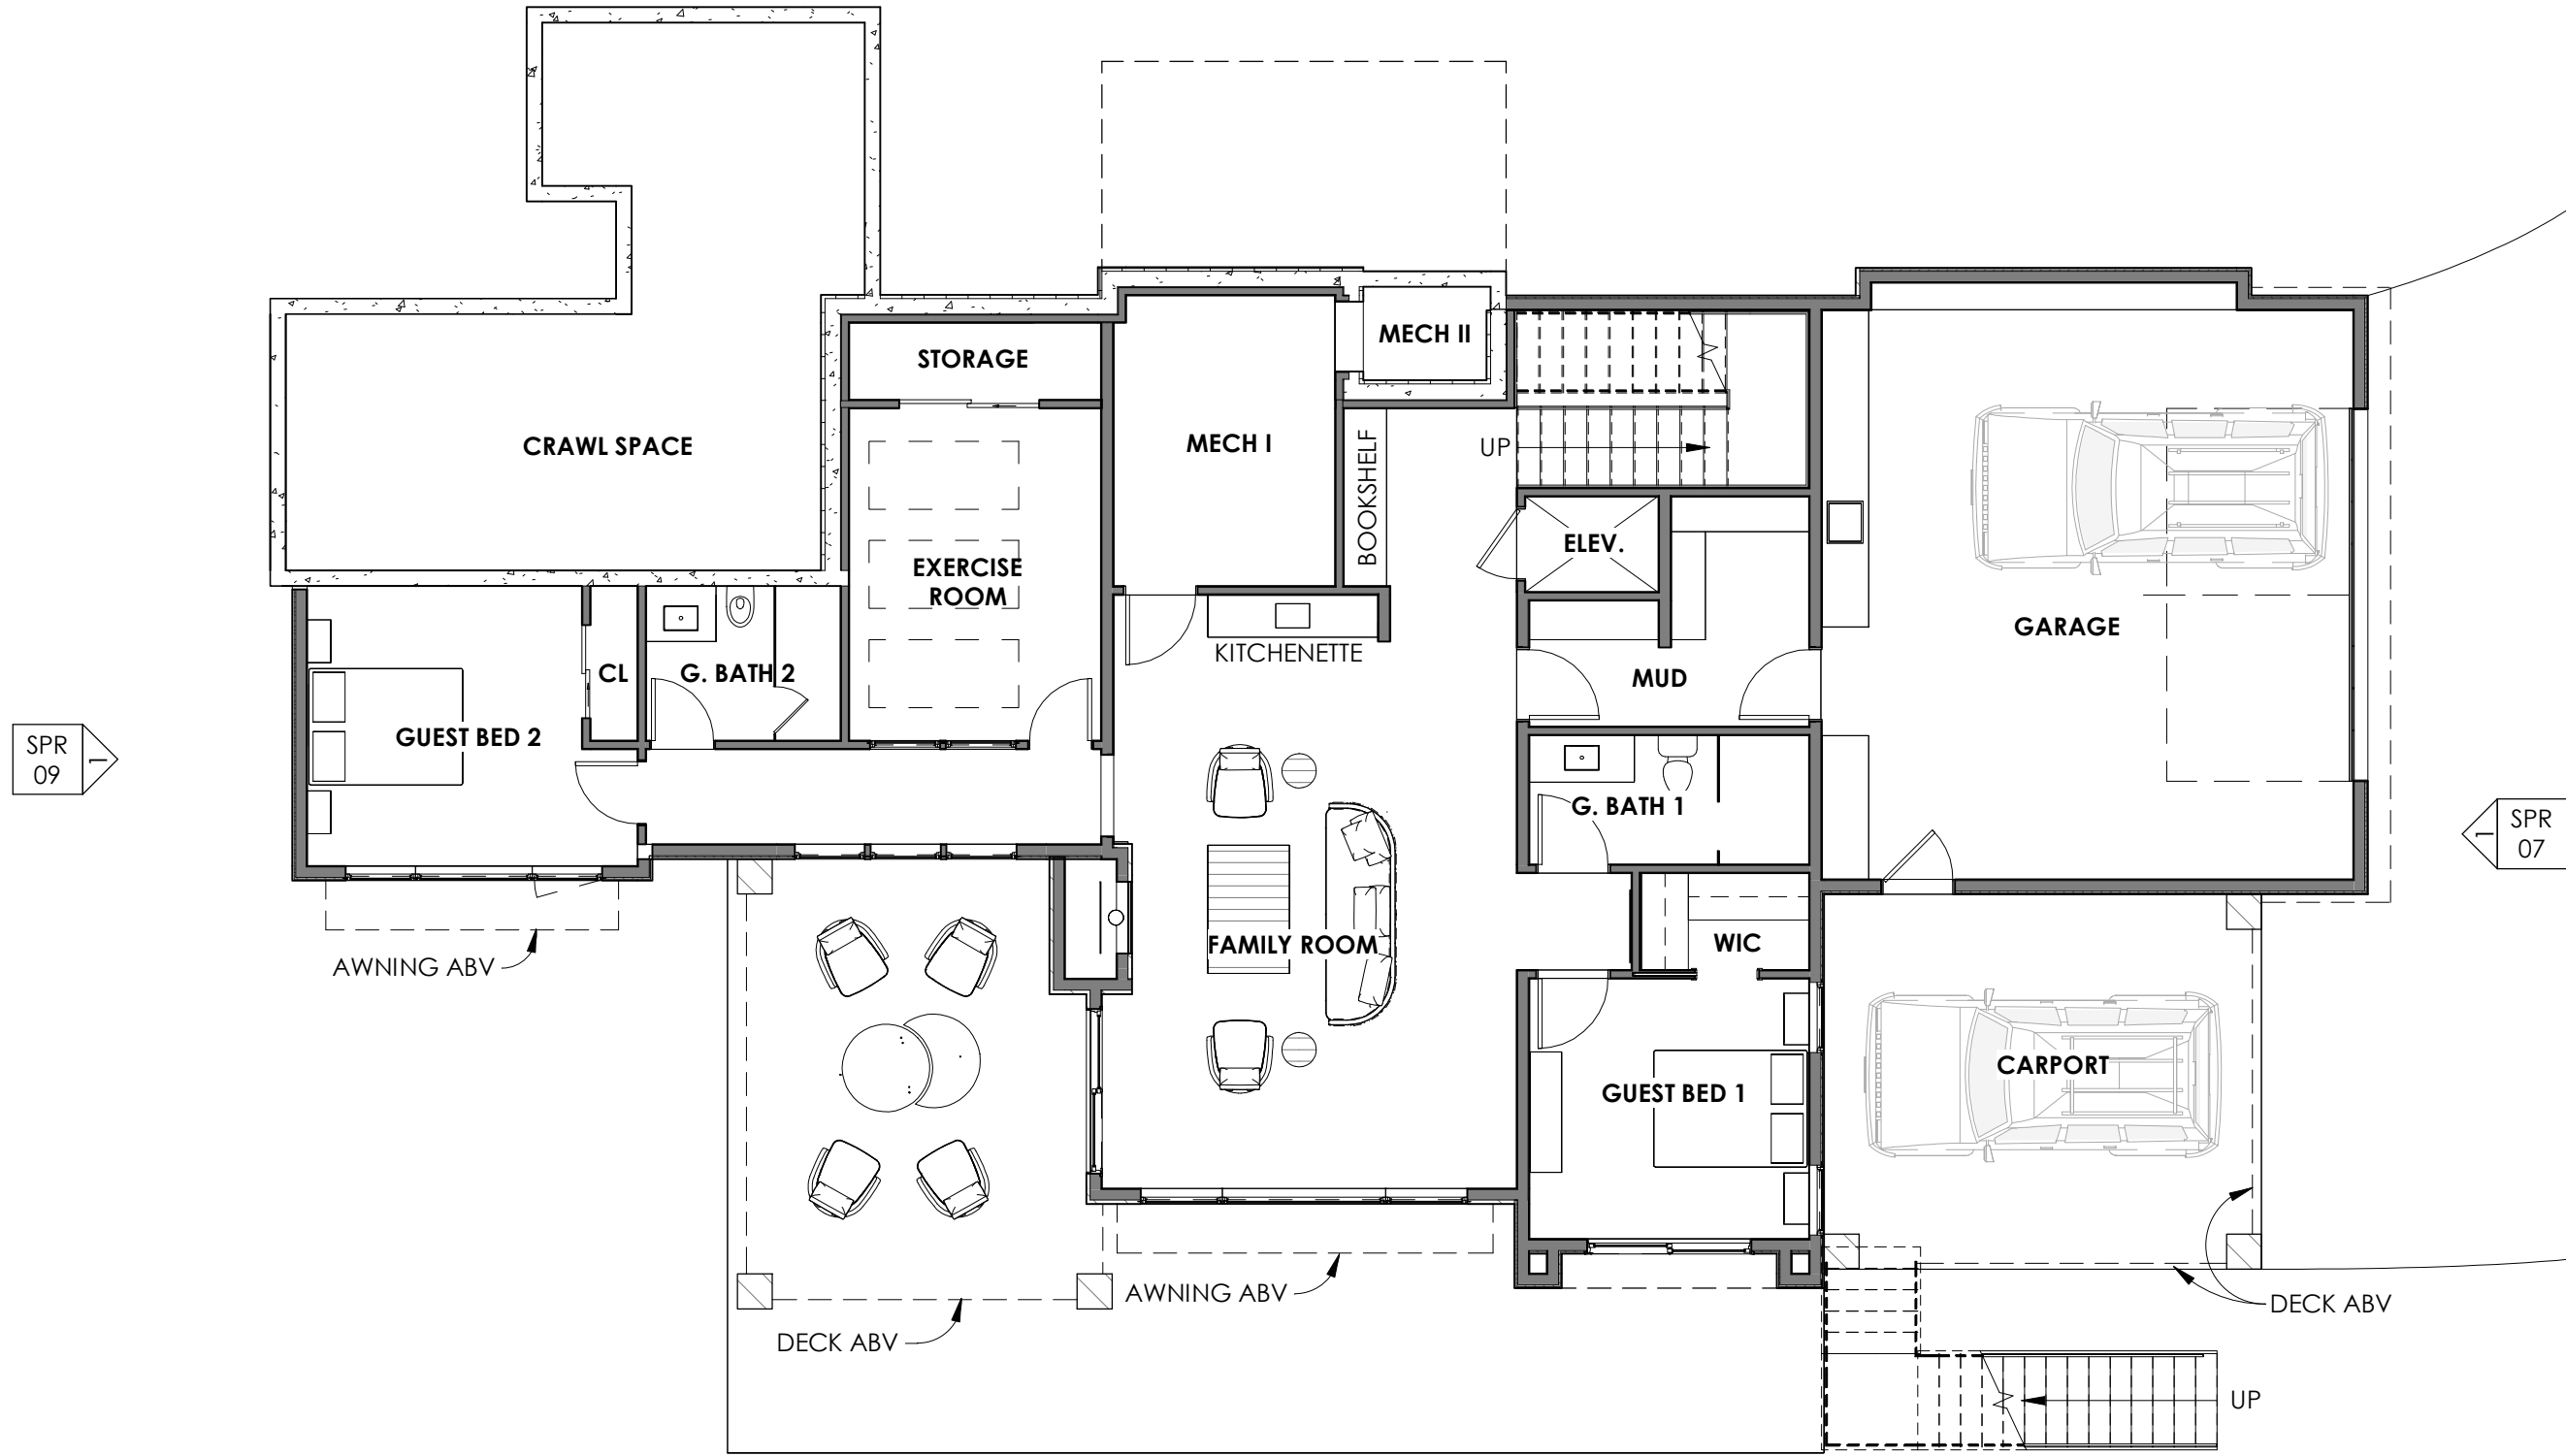 STORAGE
MECH II
CRAWL SPACE
MECH I
BOOKSHELF
UP
ELEV.
EXERCISE
ROOM
GARAGE
KITCHENETTE
CL
G. BATH 2
MUD
GUEST BED 2
SPR
09
1
G. BATH 1
SPR
07
1
FAMILY ROOM
WIC
AWNING ABV
CARPORT
GUEST BED 1
AWNING ABV
DECK ABV
DECK ABV
UP